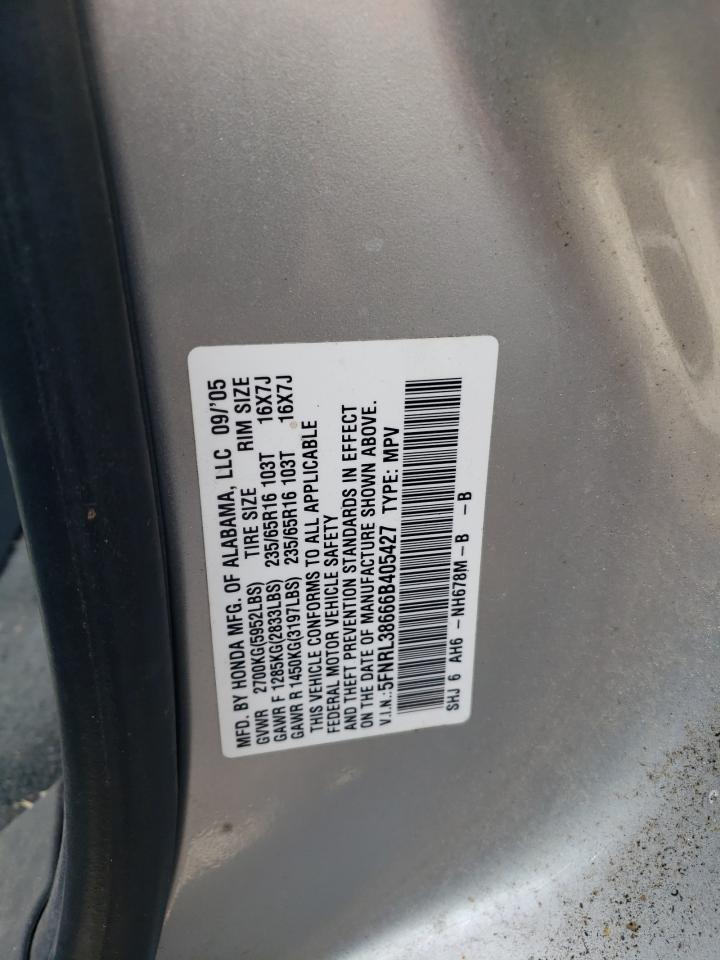 MFD. BY HONDA MFG. OF ALABAMA, LLC 09/'05
GVWR 2700KG(5952LBS) TIRE SIZE RIM SIZE
GAWR F 1285KG(2833LBS) 235/65R16 103T 16X7J
GAWR R 1450KG(3197LBS) 235/65R16 103T 16X7J
THIS VEHICLE CONFORMS TO ALL APPLICABLE
FEDERAL MOTOR VEHICLE SAFETY
AND THEFT PREVENTION STANDARDS IN EFFECT
ON THE DATE OF MANUFACTURE SHOWN ABOVE.
V.I.N.:5FNRL38666B405427 TYPE: MPV
SHJ 6 AH6 - NH678M-B -B